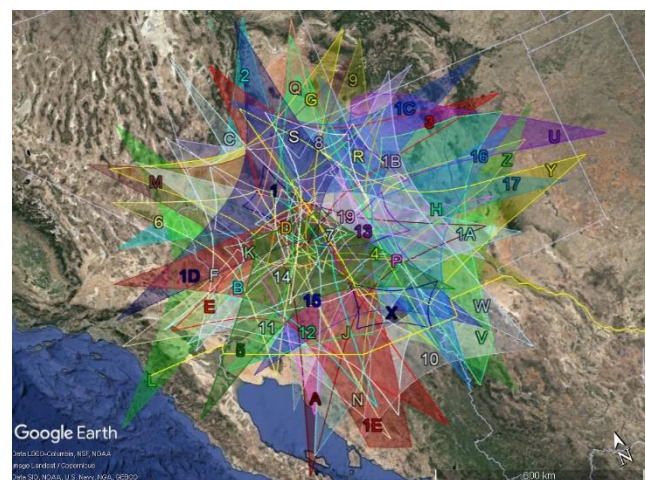 2
Q
G
9
1C
3
U
C
S
8
R
1B
16
Z
Y
M
1
17
H
6
19
D
7
13
1A
K
4
P
F
14
1D
B
E
15
X
W
11
12
J
V
5
10
L
A
N
1E
Google Earth
Data LDEO-Columbia, NSF, NOAA
Image Landsat / Copernicus
Data SIO, NOAA, U.S. Navy, NGA, GEBCO
600 km
N